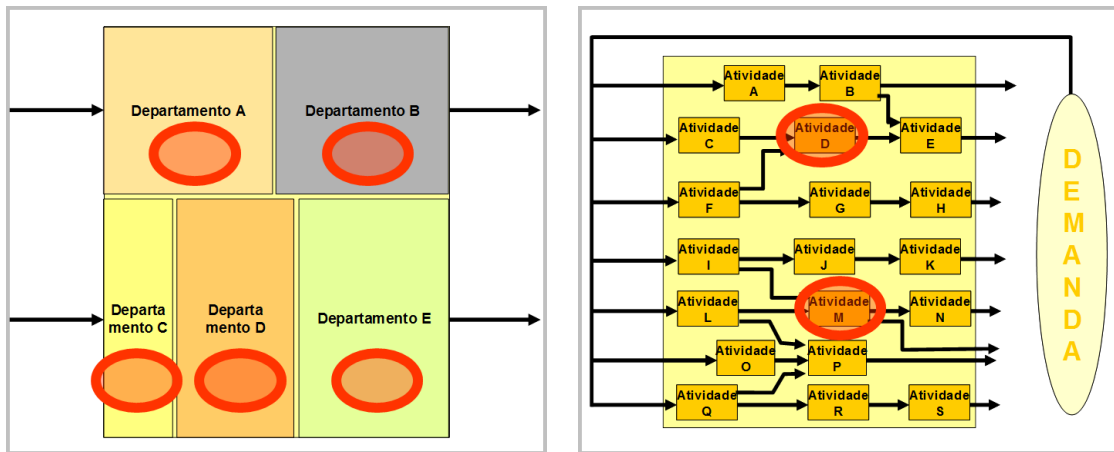 Departamento A
Departamento B
Departa
mento C
Departa
mento D
Departamento E
Atividade
A
Atividade
B
Atividade
C
Atividade
D
Atividade
E
Atividade
F
Atividade
G
Atividade
H
Atividade
I
Atividade
J
Atividade
K
Atividade
L
Atividade
M
Atividade
N
Atividade
O
Atividade
P
Atividade
Q
Atividade
R
Atividade
S
D
E
M
A
N
D
A